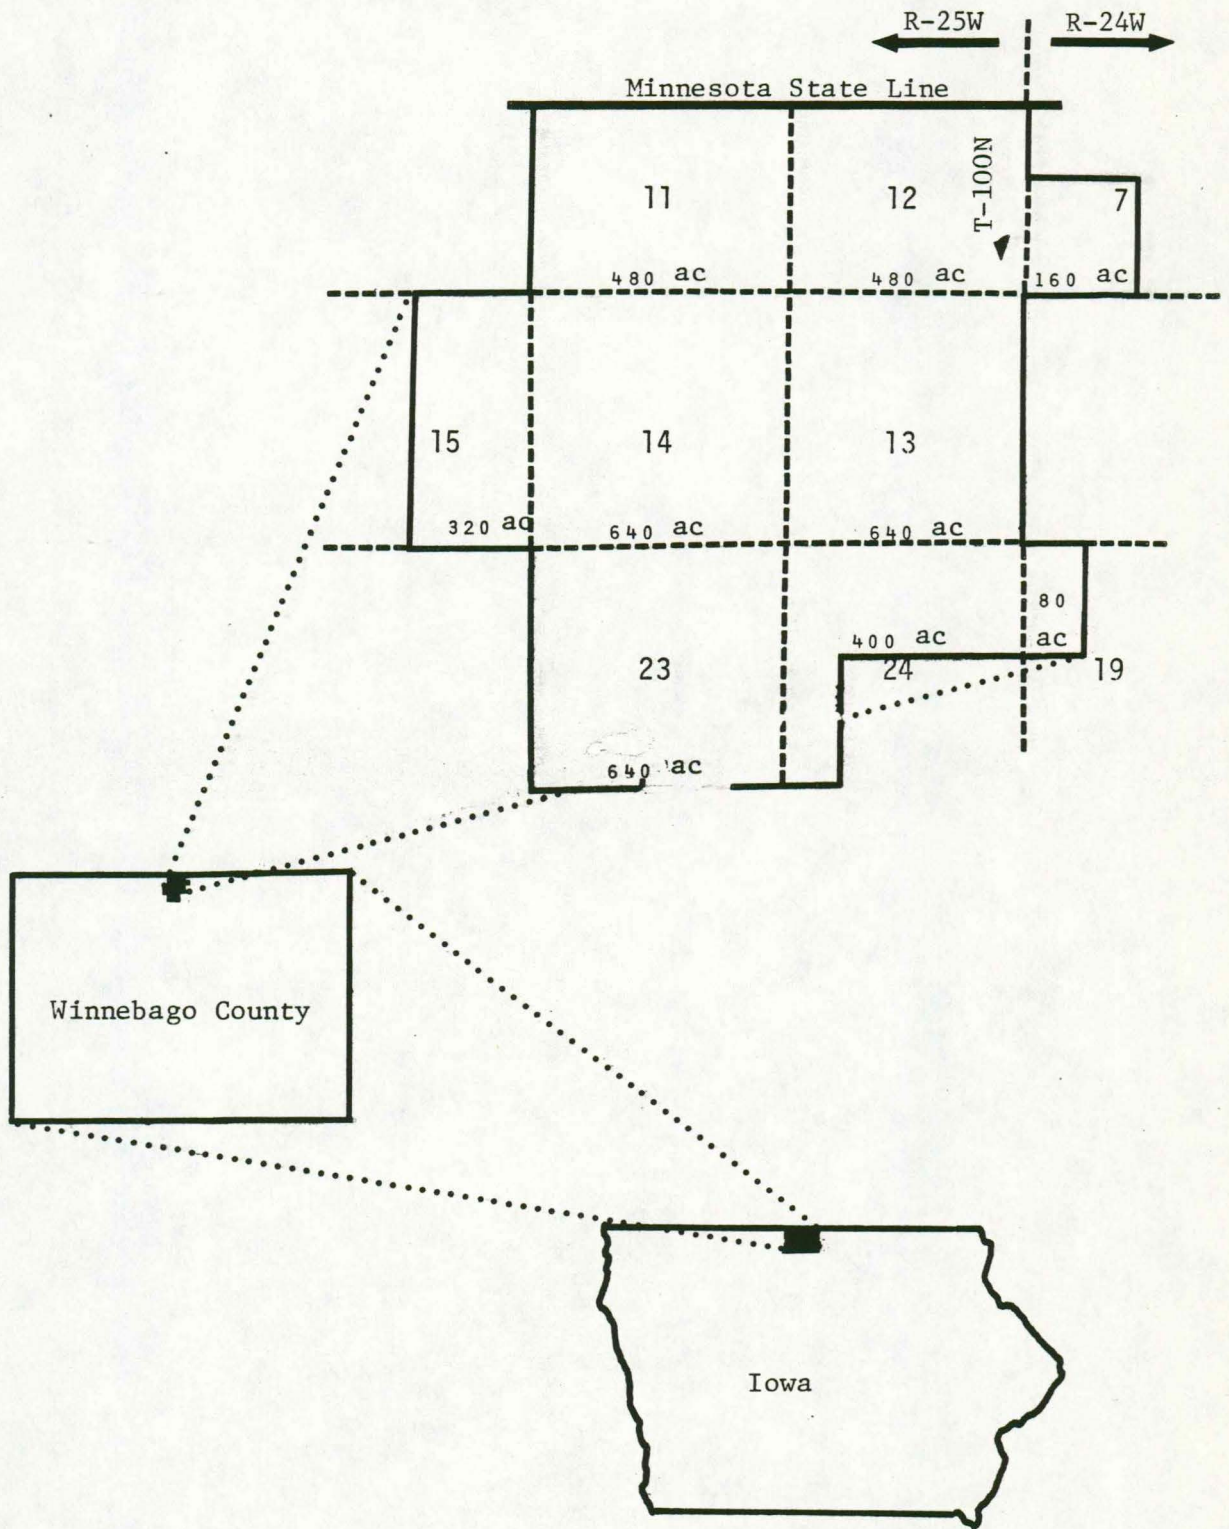 R-25W R-24W
Minnesota State Line
T-100N
11 12 7
480 ac 480 ac 160 ac
15 14 13
320 ac 640 ac 640 ac
80
400 ac ac
23 24 19
640 ac
Winnebago County
Iowa